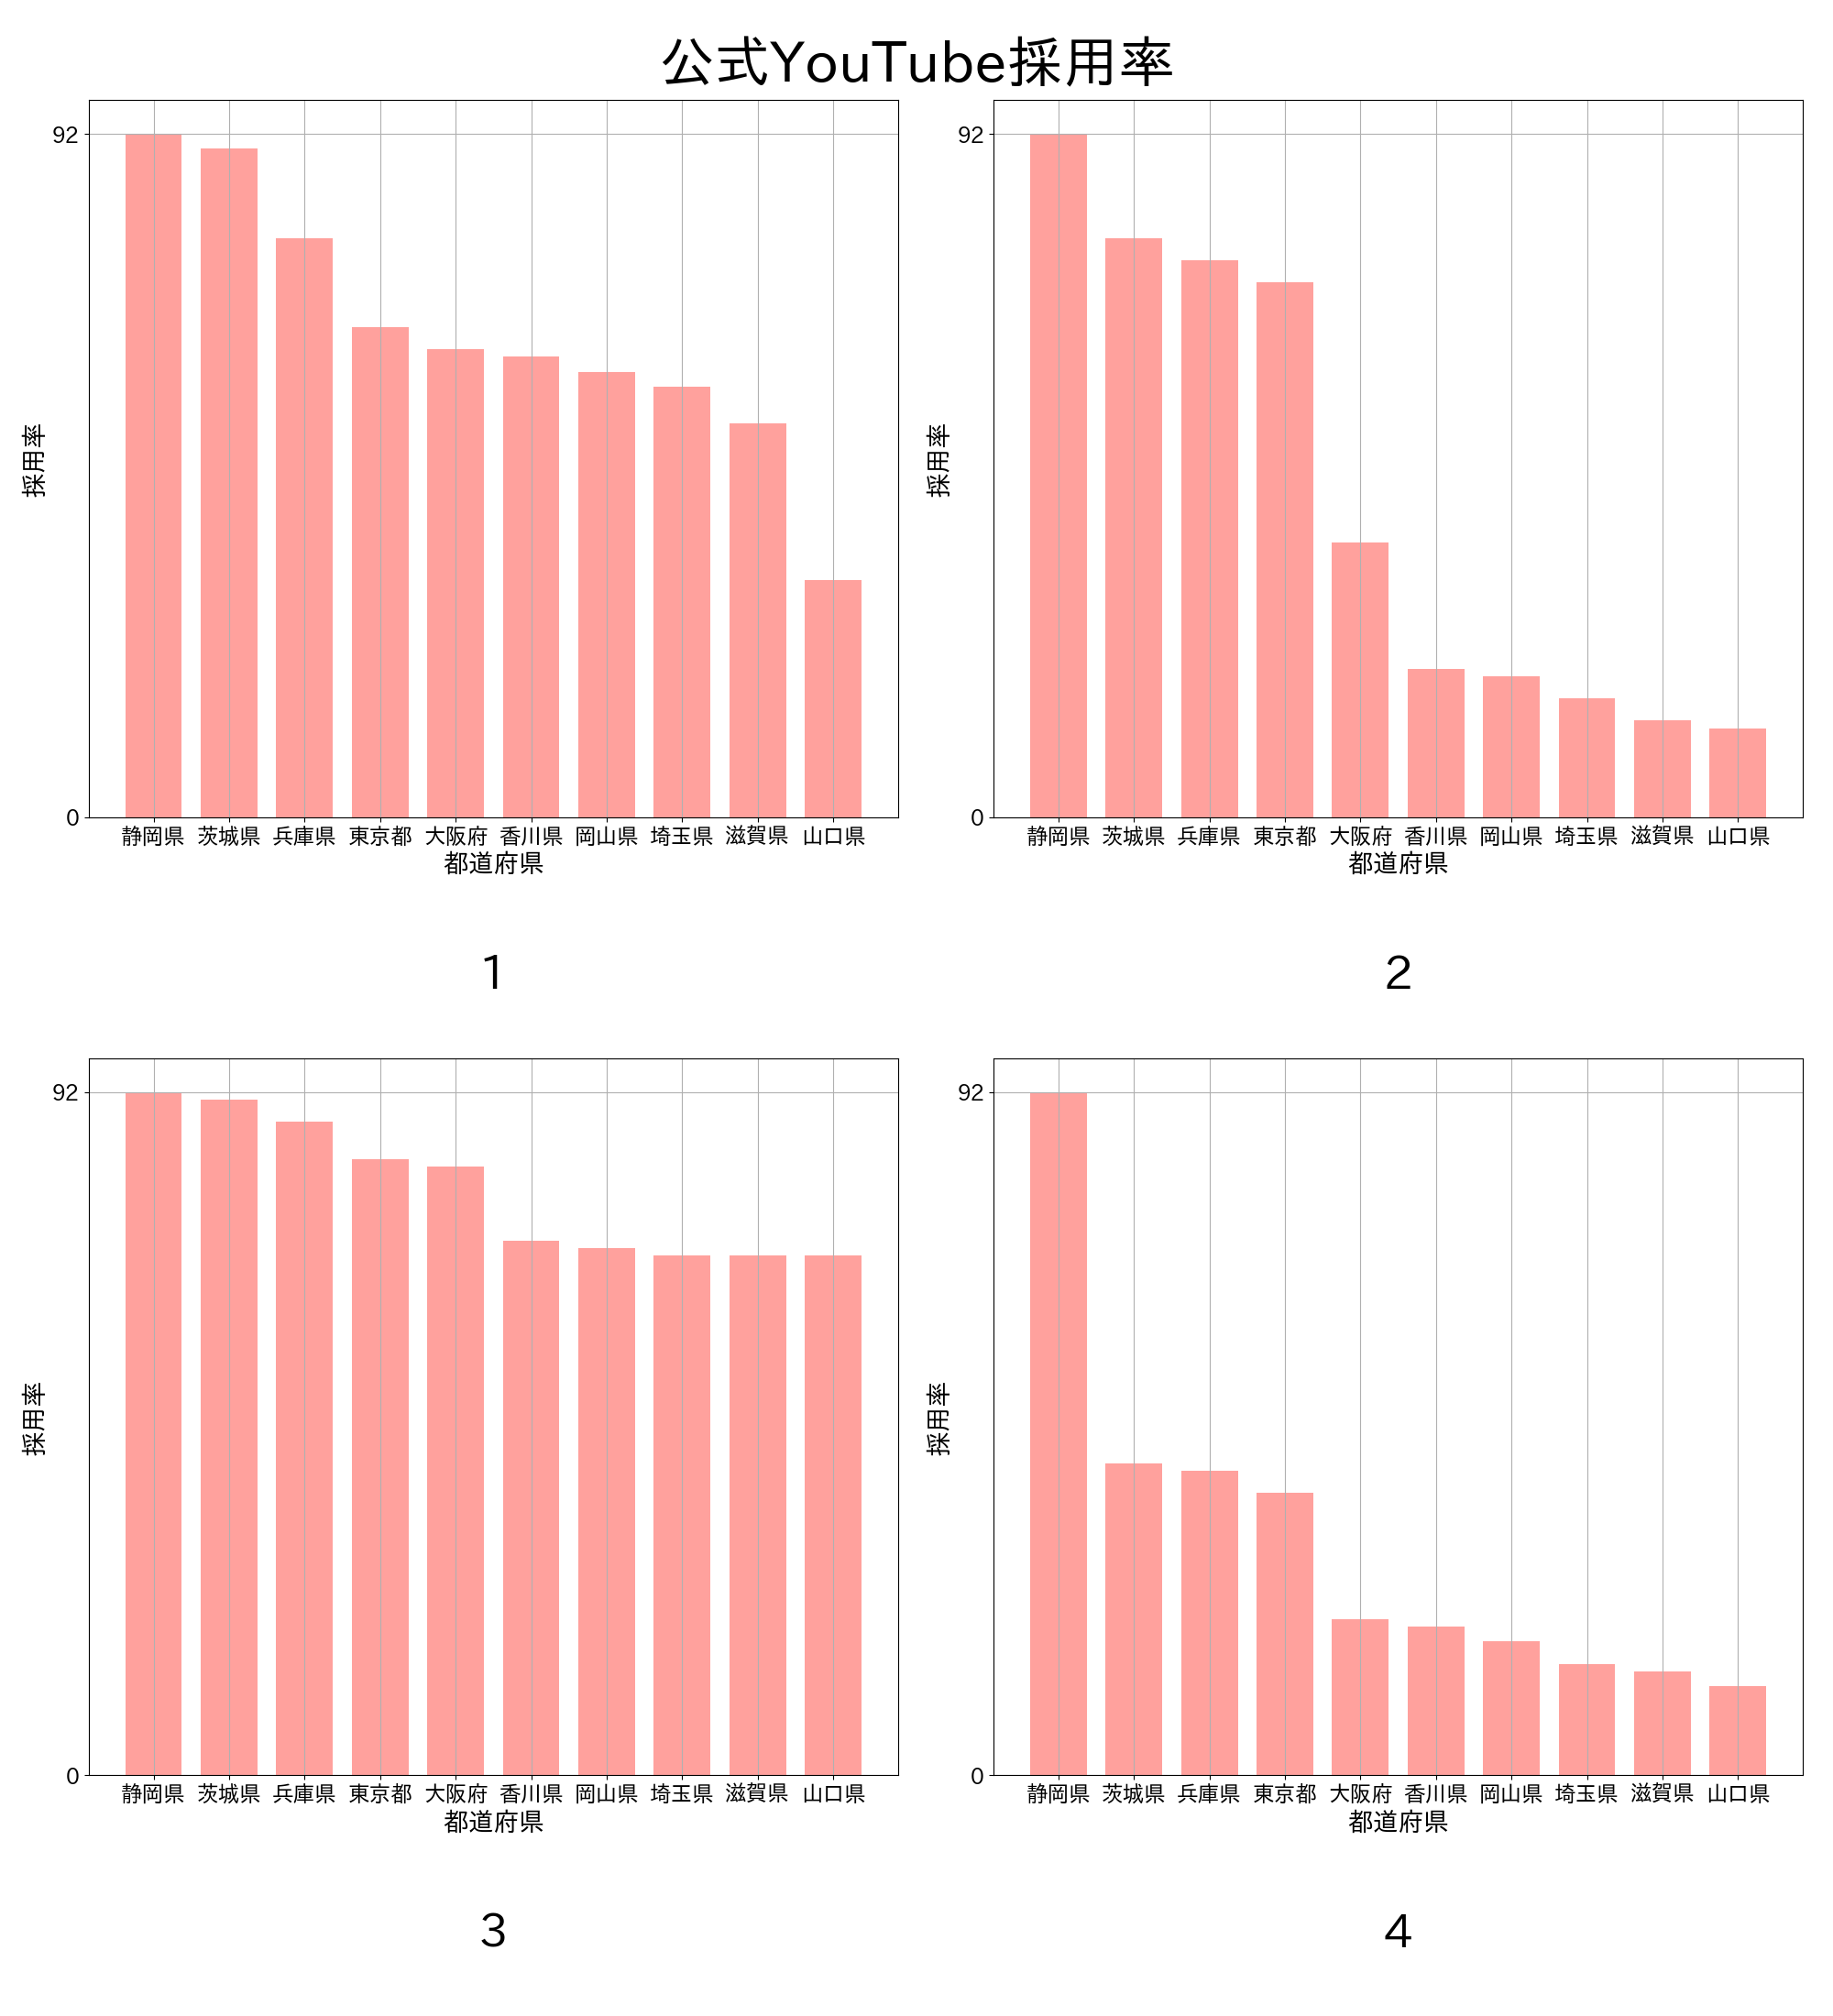 公式YouTube採用率
92
0
採用率
静岡県 茨城県 兵庫県 東京都 大阪府 香川県 岡山県 埼玉県 滋賀県 山口県
都道府県
1
92
0
採用率
静岡県 茨城県 兵庫県 東京都 大阪府 香川県 岡山県 埼玉県 滋賀県 山口県
都道府県
2
92
0
採用率
静岡県 茨城県 兵庫県 東京都 大阪府 香川県 岡山県 埼玉県 滋賀県 山口県
都道府県
3
92
0
採用率
静岡県 茨城県 兵庫県 東京都 大阪府 香川県 岡山県 埼玉県 滋賀県 山口県
都道府県
4